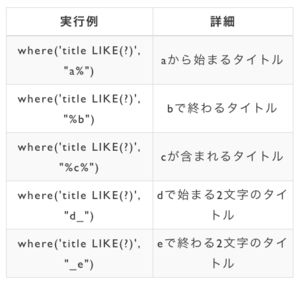 実行例
詳細
where('title LIKE(?)',
"a%")
aから始まるタイトル
where('title LIKE(?)',
"%b")
bで終わるタイトル
where('title LIKE(?)',
"%c%")
cが含まれるタイトル
where('title LIKE(?)',
"d_")
dで始まる2文字のタイ
トル
where('title LIKE(?)',
"_e")
eで終わる2文字のタイ
トル